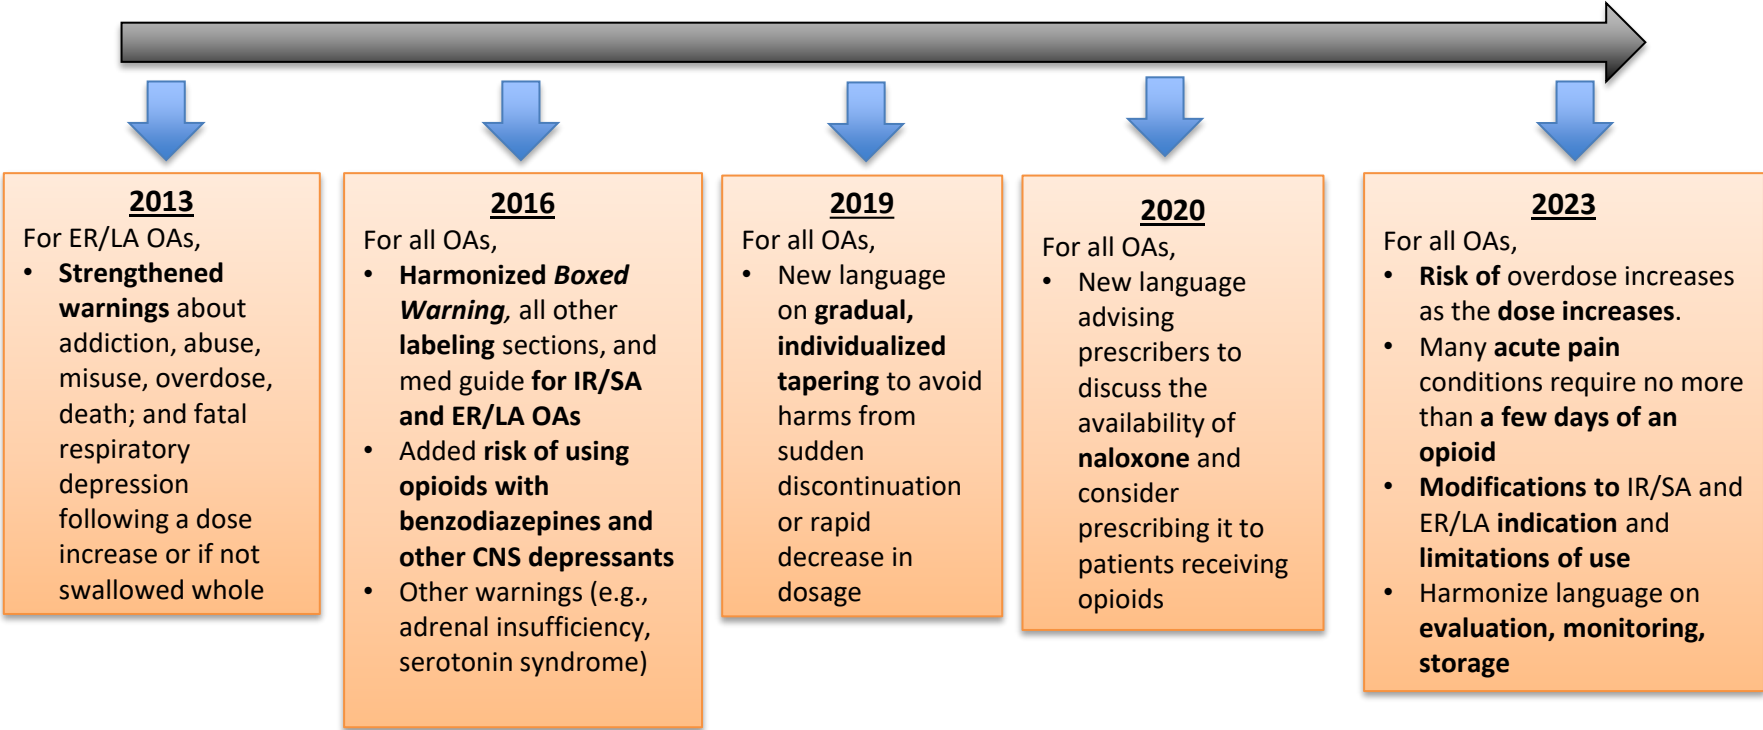 2013
For ER/LA OAs,
• Strengthened
warnings about
addiction, abuse,
misuse, overdose,
death; and fatal
respiratory
depression
following a dose
increase or if not
swallowed whole
2016
For all OAs,
• Harmonized Boxed
Warning, all other
labeling sections, and
med guide for IR/SA
and ER/LA OAs
• Added risk of using
opioids with
benzodiazepines and
other CNS depressants
• Other warnings (e.g.,
adrenal insufficiency,
serotonin syndrome)
2019
For all OAs,
• New language
on gradual,
individualized
tapering to avoid
harms from
sudden
discontinuation
or rapid
decrease in
dosage
2020
For all OAs,
• New language
advising
prescribers to
discuss the
availability of
naloxone and
consider
prescribing it to
patients receiving
opioids
2023
For all OAs,
• Risk of overdose increases
as the dose increases.
• Many acute pain
conditions require no more
than a few days of an
opioid
• Modifications to IR/SA and
ER/LA indication and
limitations of use
• Harmonize language on
evaluation, monitoring,
storage